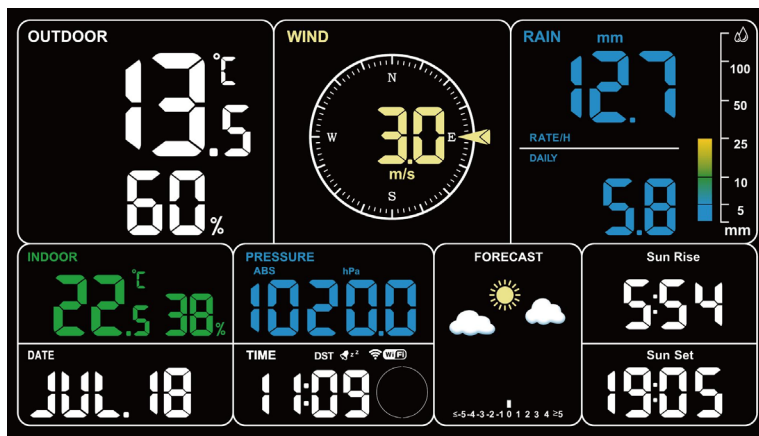 OUTDOOR
13.5 °C
60%
WIND
N
W
3.0
E
m/s
S
RAIN mm
12.7
RATE/H
DAILY
5.8
100
50
25
10
5
mm
INDOOR
22.5 °C 38%
PRESSURE
ABS hPa
1020.0
FORECAST
≤-5 -4 -3 -2 -1 0 1 2 3 4 ≥5
Sun Rise
5:54
DATE
JUL. 18
TIME DST zz WiFi
11:09
Sun Set
19:05